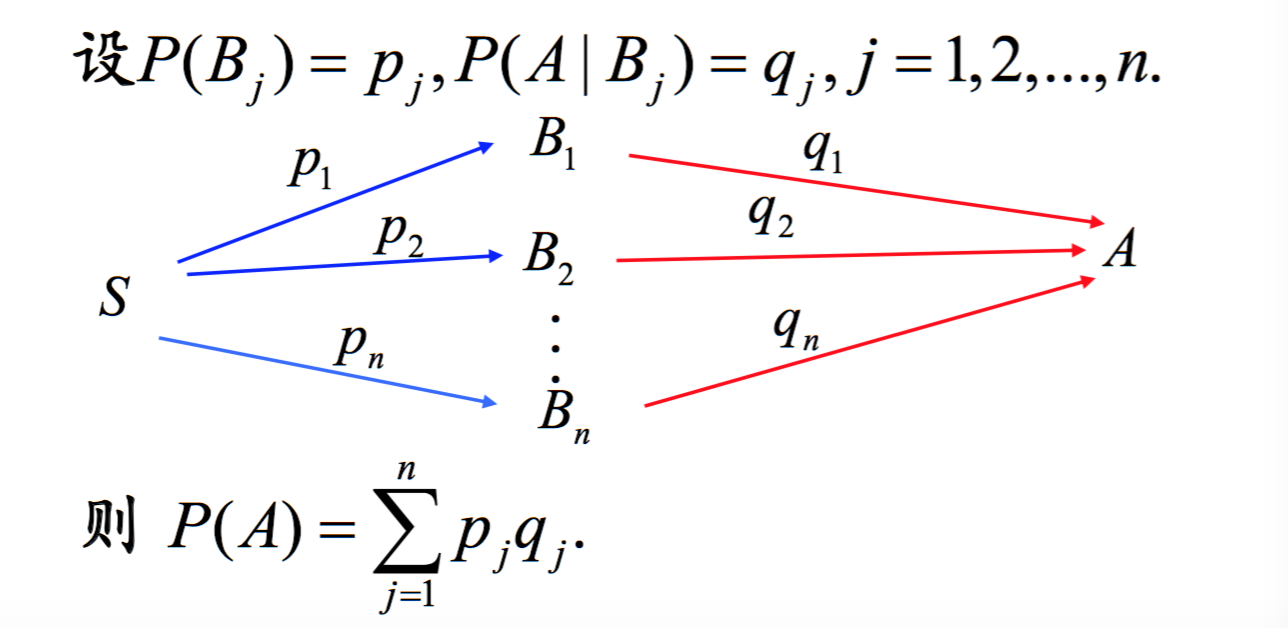 设P(B_j) = p_j, P(A | B_j) = q_j, j = 1,2,...,n.
p_1 B_1 q_1
p_2 B_2 q_2
S A
⋮
p_n B_n q_n
则 P(A) = \sum_{j=1}^{n} p_j q_j.